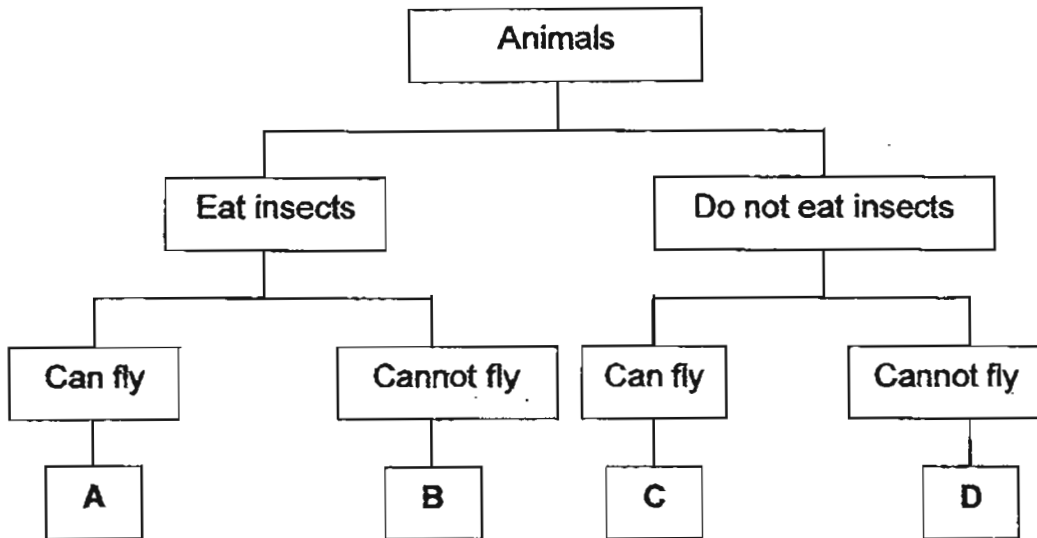 Animals
Eat insects
Do not eat insects
Can fly
Cannot fly
Can fly
Cannot fly
A
B
C
D